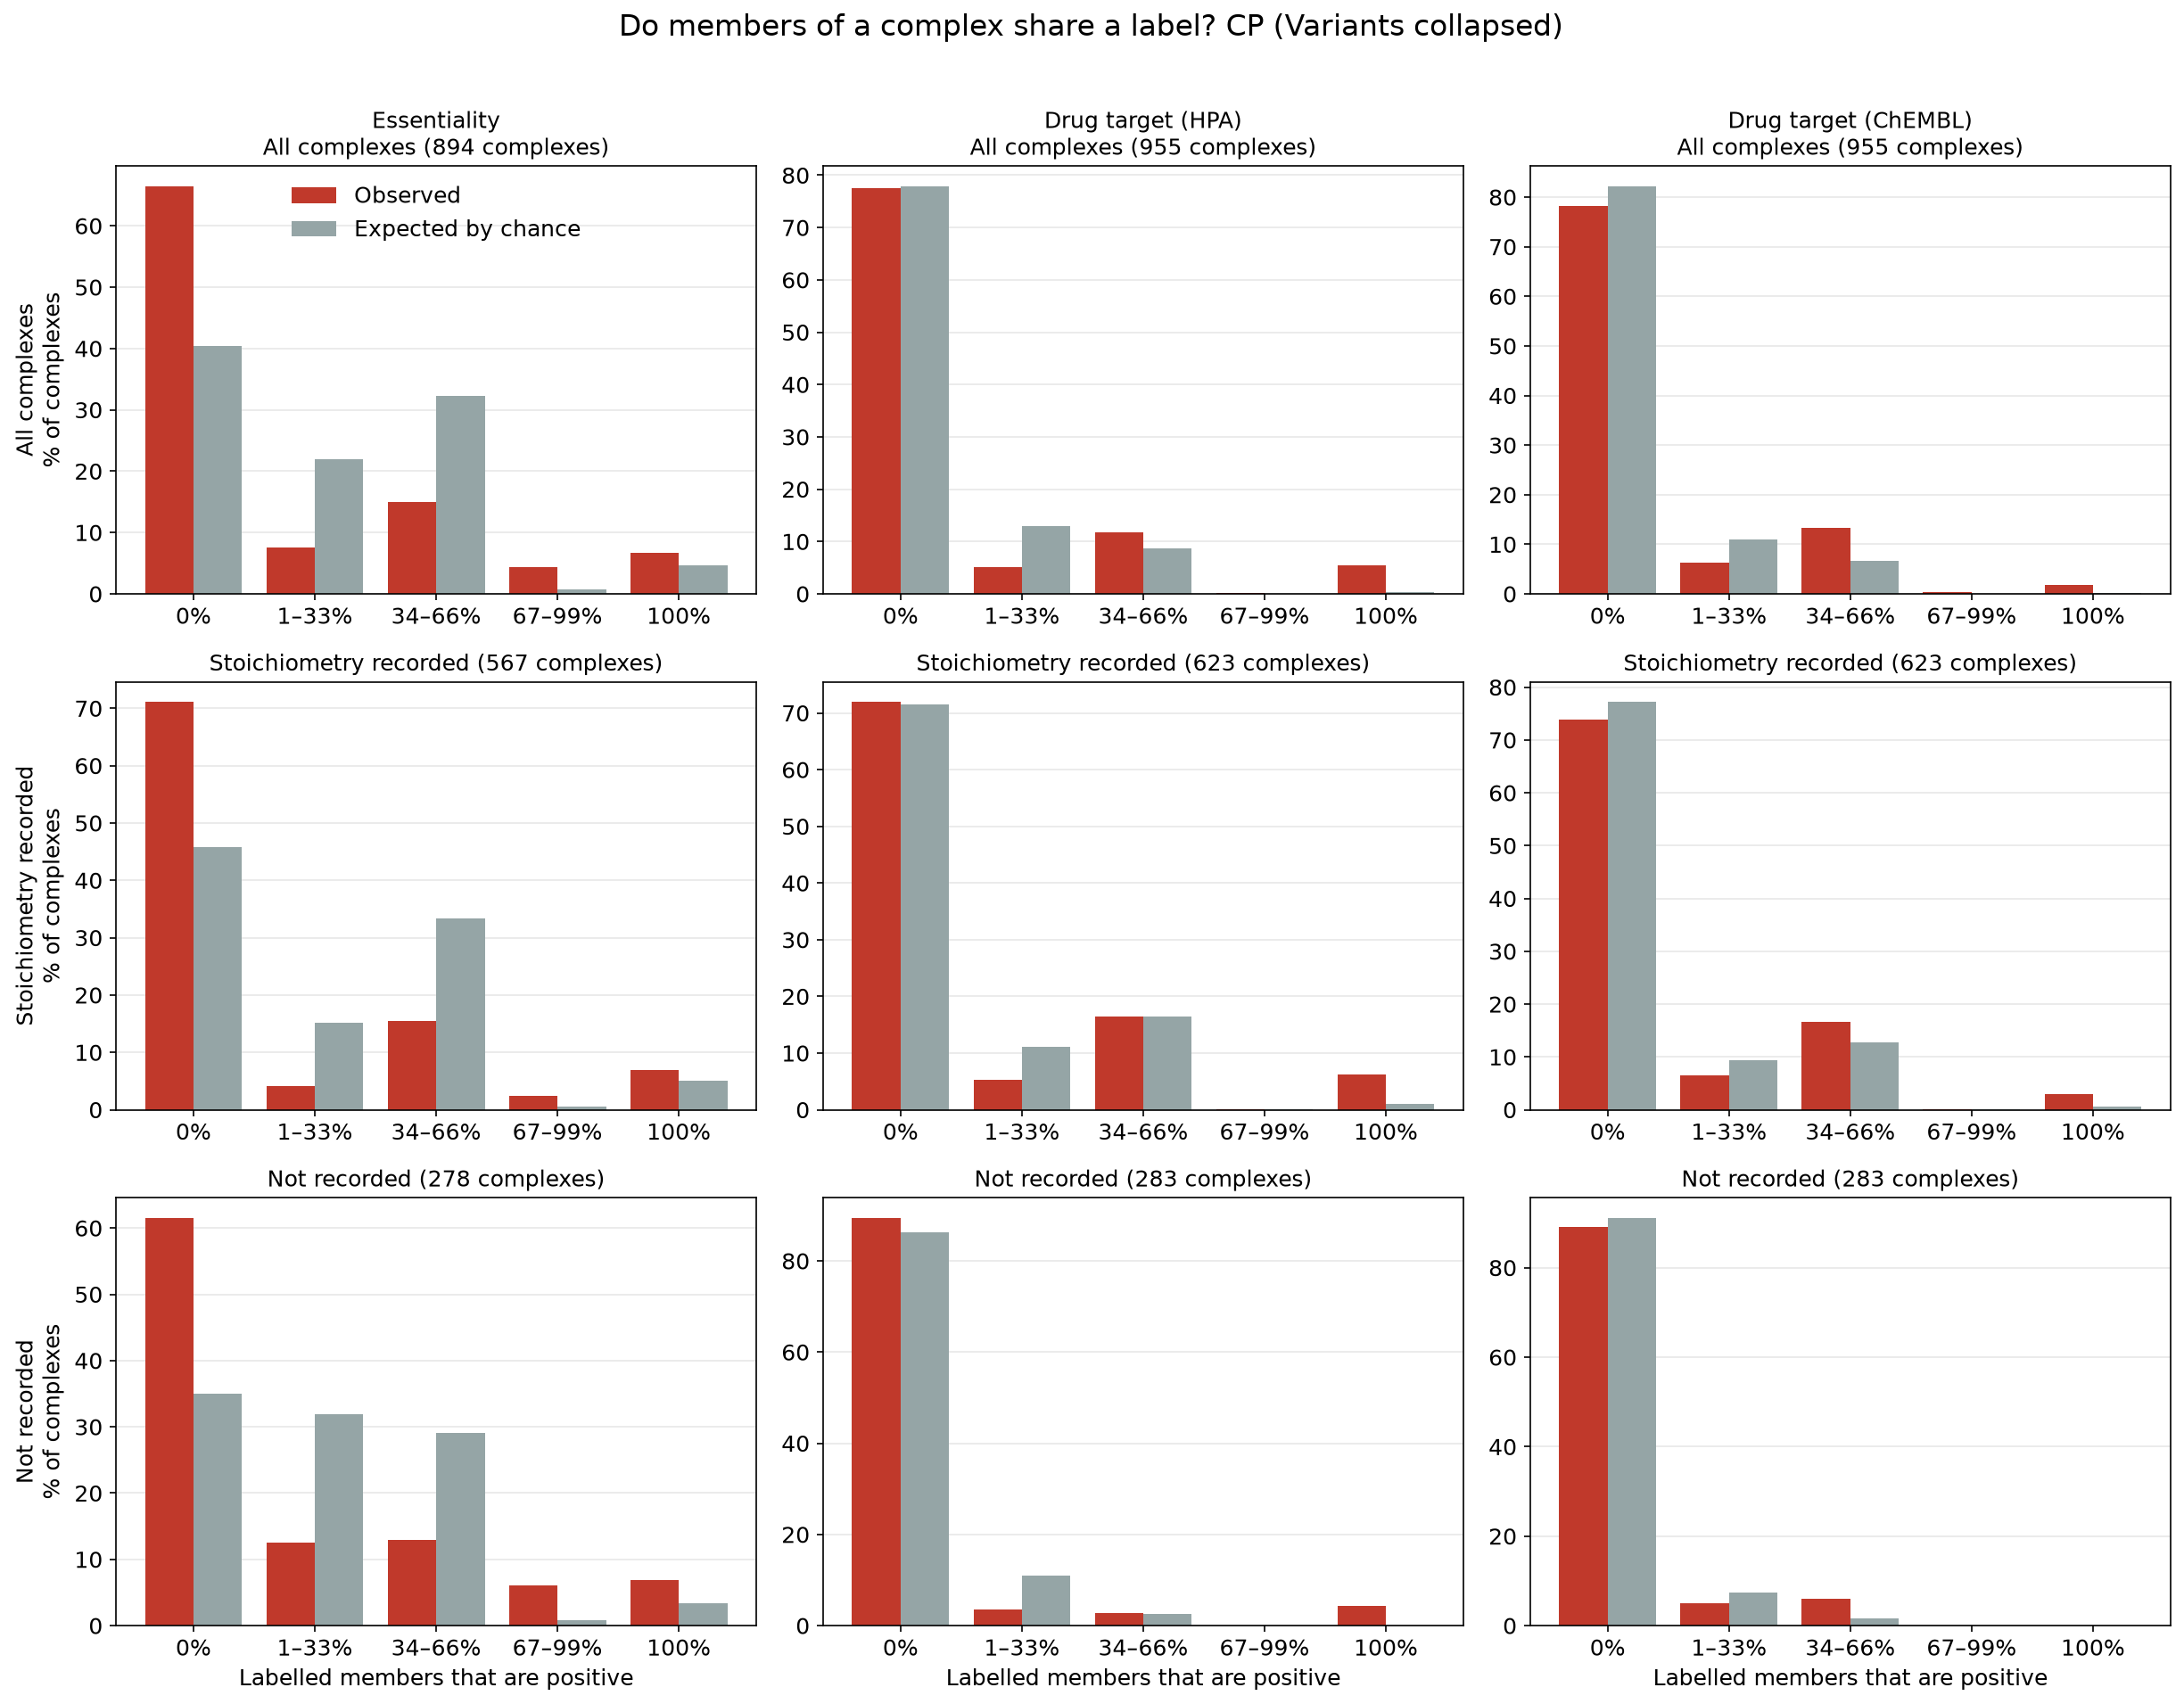 Do members of a complex share a label? CP (Variants collapsed)
Essentiality
All complexes (894 complexes)
Drug target (HPA)
All complexes (955 complexes)
Drug target (ChEMBL)
All complexes (955 complexes)
Observed
Expected by chance
All complexes
% of complexes
60
50
40
30
20
10
0
0% 1–33% 34–66% 67–99% 100%
80
70
60
50
40
30
20
10
0
0% 1–33% 34–66% 67–99% 100%
80
70
60
50
40
30
20
10
0
0% 1–33% 34–66% 67–99% 100%
Stoichiometry recorded (567 complexes)
Stoichiometry recorded (623 complexes)
Stoichiometry recorded (623 complexes)
Stoichiometry recorded
% of complexes
70
60
50
40
30
20
10
0
0% 1–33% 34–66% 67–99% 100%
70
60
50
40
30
20
10
0
0% 1–33% 34–66% 67–99% 100%
80
70
60
50
40
30
20
10
0
0% 1–33% 34–66% 67–99% 100%
Not recorded (278 complexes)
Not recorded (283 complexes)
Not recorded (283 complexes)
Not recorded
% of complexes
60
50
40
30
20
10
0
0% 1–33% 34–66% 67–99% 100%
Labelled members that are positive
80
60
40
20
0
0% 1–33% 34–66% 67–99% 100%
Labelled members that are positive
80
60
40
20
0
0% 1–33% 34–66% 67–99% 100%
Labelled members that are positive